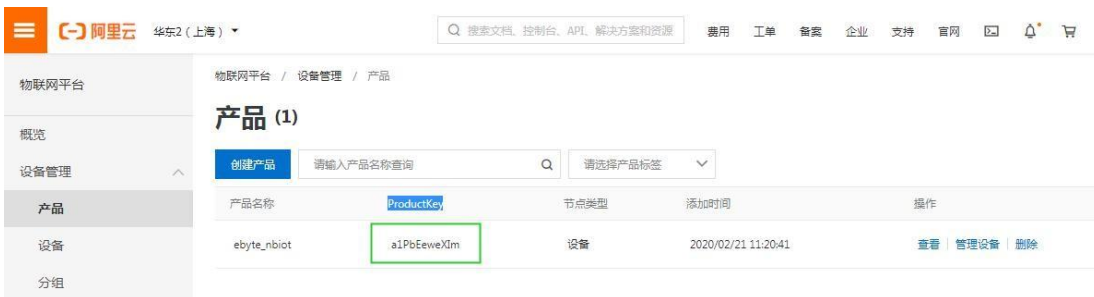 阿里云 华东2（上海） 搜索文档、控制台、API、解决方案和资源 费用 工单 备案 企业 支持 官网
物联网平台
概览
设备管理
产品
设备
分组
物联网平台 / 设备管理 / 产品
产品 (1)
创建产品 请输入产品名称查询 请选择产品标签
产品名称 ProductKey 节点类型 添加时间 操作
ebyte_nbiot a1PbEeweXIm 设备 2020/02/21 11:20:41 查看 管理设备 删除